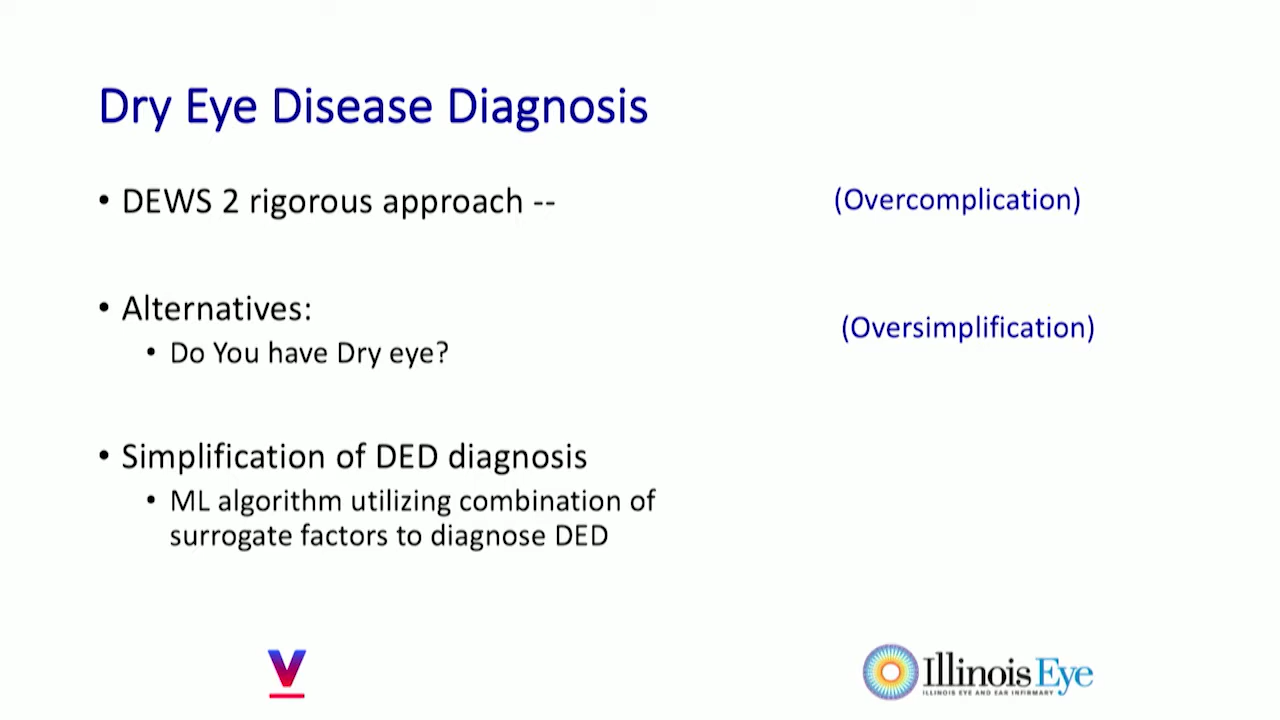 Dry Eye Disease Diagnosis
• DEWS 2 rigorous approach --
(Overcomplication)
• Alternatives:
(Oversimplification)
• Do You have Dry eye?
• Simplification of DED diagnosis
• ML algorithm utilizing combination of
surrogate factors to diagnose DED
V
Illinois Eye
ILLINOIS EYE AND EAR INFIRMARY